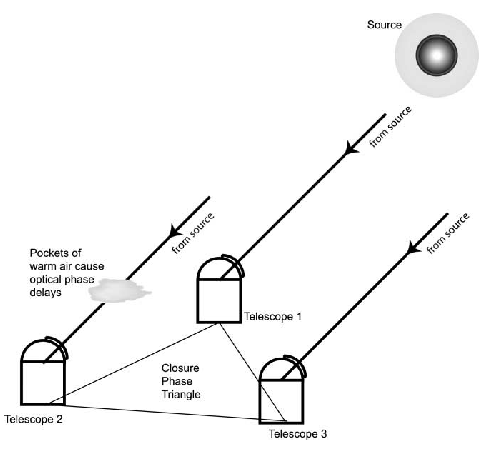 Source
from source
from source
from source
Pockets of
warm air cause
optical phase
delays
Telescope 1
Closure
Phase
Triangle
Telescope 2
Telescope 3